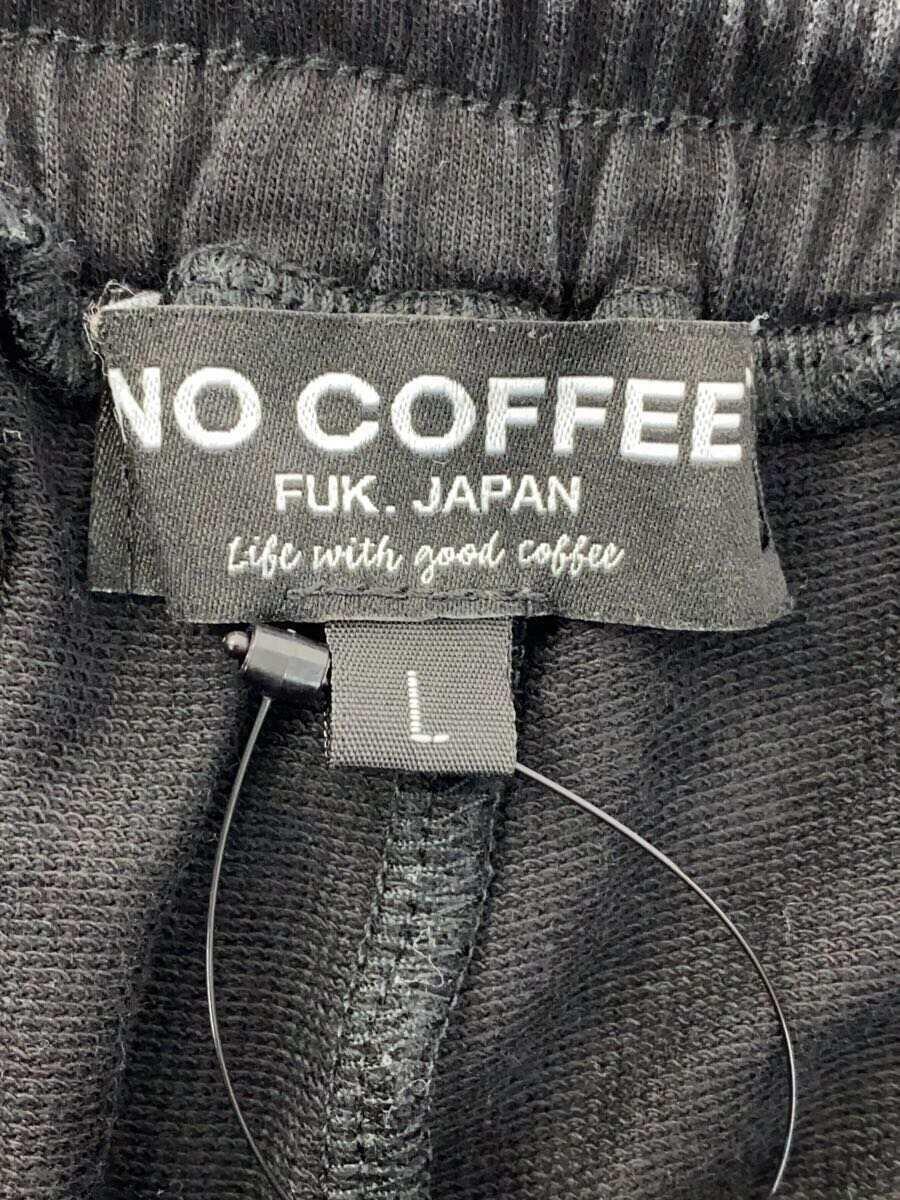 NO COFFEE
FUK. JAPAN
Life with good coffee
L